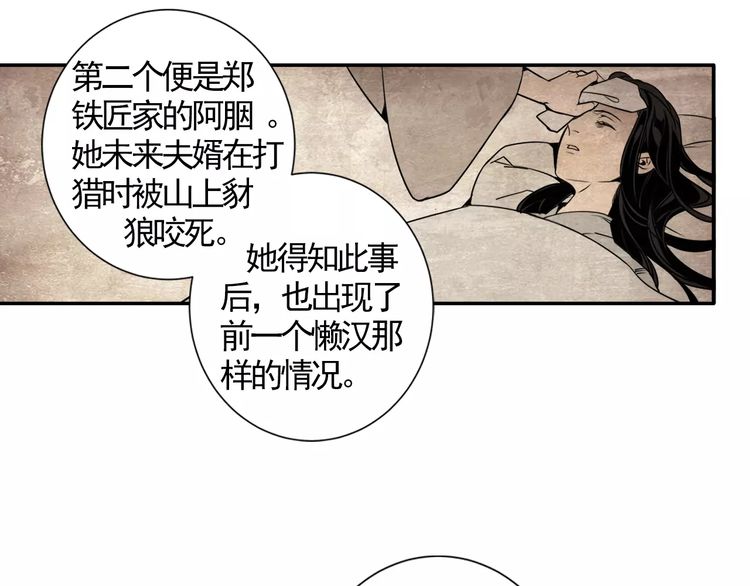 第二个便是郑
铁匠家的阿胭。
她未来夫婿在打
猎时被山上豺
狼咬死。
她得知此事
后，也出现了
前一个懒汉那
样的情况。